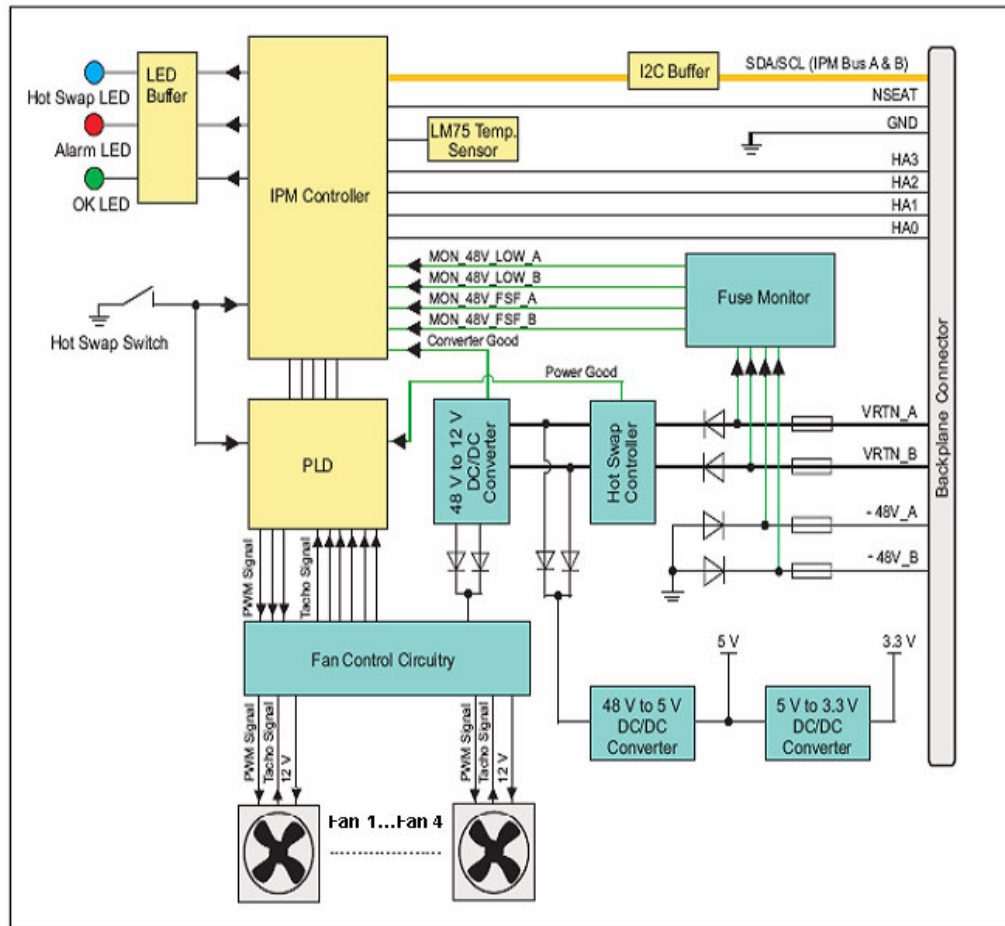 LED
Buffer
Hot Swap LED
Alarm LED
OK LED
IPM Controller
I2C Buffer
SDA/SCL (IPM Bus A & B)
NSEAT
GND
LM75 Temp.
Sensor
HA3
HA2
HA1
HA0
MON_48V_LOW_A
MON_48V_LOW_B
MON_48V_FSF_A
MON_48V_FSF_B
Converter Good
Fuse Monitor
Hot Swap Switch
Power Good
PLD
48 V to 12 V
DC/DC
Converter
Hot Swap
Controller
VRTN_A
VRTN_B
- 48V_A
- 48V_B
Backplane Connector
PWM Signal
Tacho Signal
Fan Control Circuitry
5 V
3.3 V
48 V to 5 V
DC/DC
Converter
5 V to 3.3 V
DC/DC
Converter
PWM Signal
Tacho Signal
12 V
PWM Signal
Tacho Signal
12 V
Fan 1...Fan 4